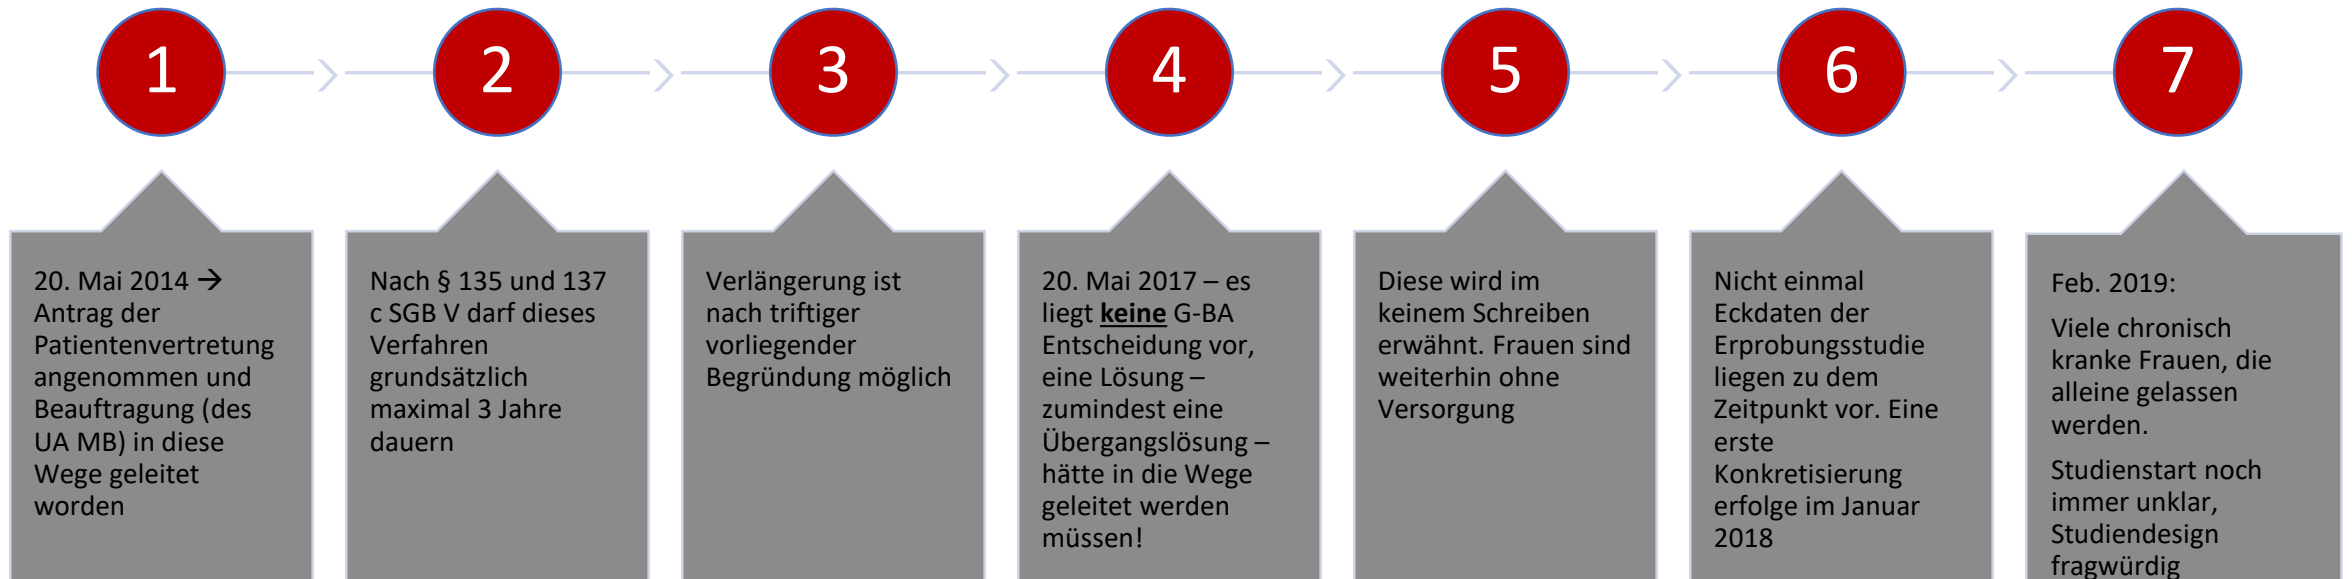 1
2
3
4
5
6
7
20. Mai 2014 →
Antrag der
Patientenvertretung
angenommen und
Beauftragung (des
UA MB) in diese
Wege geleitet
worden
Nach § 135 und 137
c SGB V darf dieses
Verfahren
grundsätzlich
maximal 3 Jahre
dauern
Verlängerung ist
nach triftiger
vorliegender
Begründung möglich
20. Mai 2017 – es
liegt keine G-BA
Entscheidung vor,
eine Lösung –
zumindest eine
Übergangslösung –
hätte in die Wege
geleitet werden
müssen!
Diese wird im
keinem Schreiben
erwähnt. Frauen sind
weiterhin ohne
Versorgung
Nicht einmal
Eckdaten der
Erprobungsstudie
liegen zu dem
Zeitpunkt vor. Eine
erste
Konkretisierung
erfolge im Januar
2018
Feb. 2019:
Viele chronisch
kranke Frauen, die
alleine gelassen
werden.
Studienstart noch
immer unklar,
Studiendesign
fragwürdig